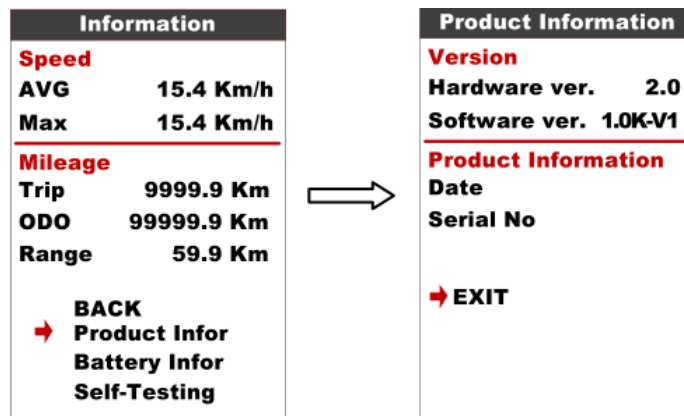 Information
Speed
AVG 15.4 Km/h
Max 15.4 Km/h
Mileage
Trip 9999.9 Km
ODO 99999.9 Km
Range 59.9 Km
BACK
Product Infor
Battery Infor
Self-Testing
Product Information
Version
Hardware ver. 2.0
Software ver. 1.0K-V1
Product Information
Date
Serial No
EXIT